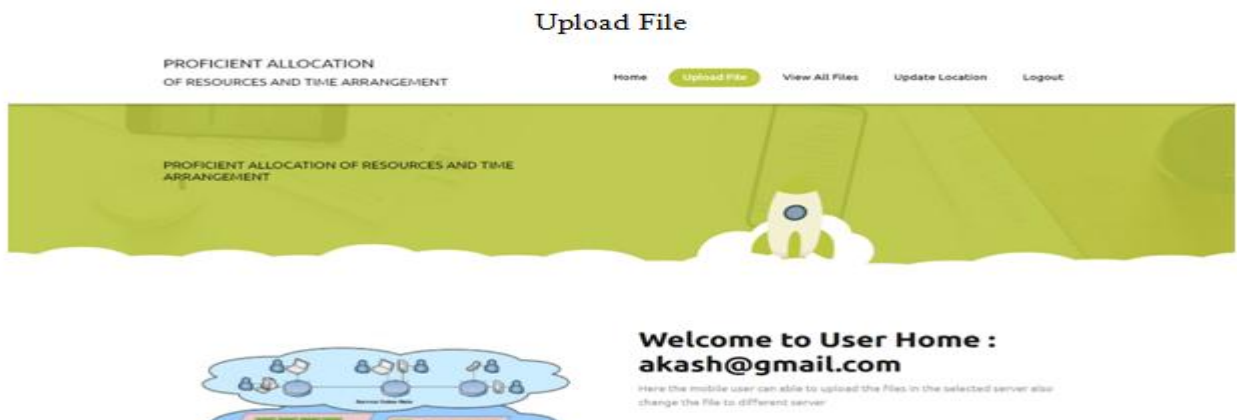 Upload File
PROFICIENT ALLOCATION
OF RESOURCES AND TIME ARRANGEMENT
Home Upload File View All Files Update Location Logout
PROFICIENT ALLOCATION OF RESOURCES AND TIME
ARRANGEMENT
Welcome to User Home :
akash@gmail.com
Here the mobile user can able to upload the files in the selected server also
change the File to different server